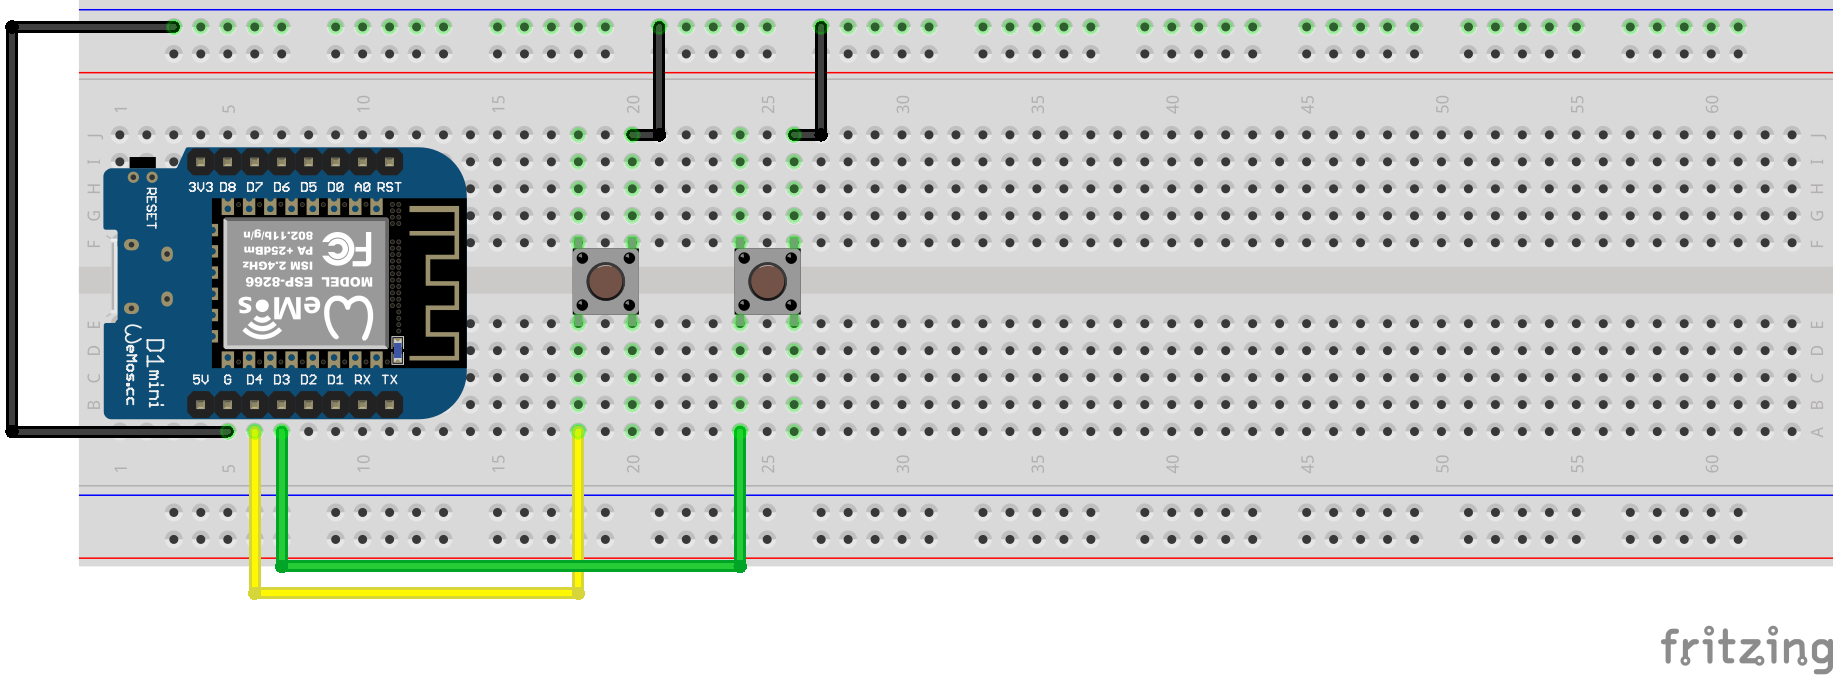 1 5 10 15 20 25 30 35 40 45 50 55 60
J J
I I
H H
G G
F F
E E
D D
C C
B B
A A
3V3 D8 D7 D6 D5 D0 A0 RST
RESET
802.11b/g/n
PA +25dBm
ISM 2.4GHz
MODEL ESP-8266
FC
WeMos
D1mini
WeMos.cc
5V G D4 D3 D2 D1 RX TX
1 5 10 15 20 25 30 35 40 45 50 55 60
fritzing